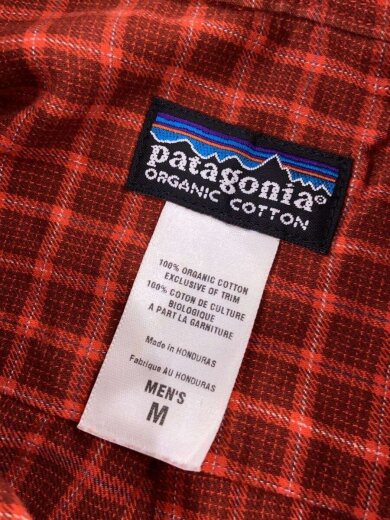 patagonia®
ORGANIC COTTON
100% ORGANIC COTTON
EXCLUSIVE OF TRIM
100% COTON DE CULTURE
BIOLOGIQUE
A PART LA GARNITURE
Made in HONDURAS
Fabrique AU HONDURAS
MEN'S
M